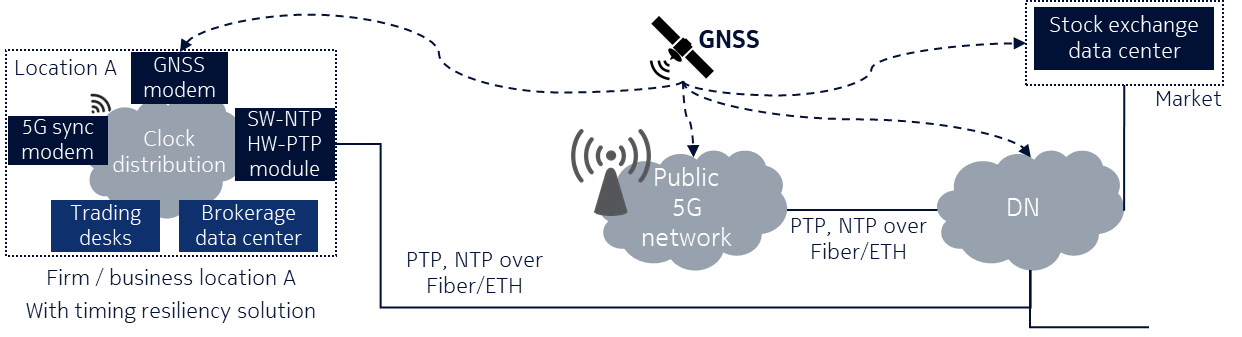 Location A
GNSS
modem
5G sync
modem
Clock
distribution
SW-NTP
HW-PTP
module
Trading
desks
Brokerage
data center
Firm / business location A
With timing resiliency solution
PTP, NTP over
Fiber/ETH
GNSS
Public
5G
network
PTP, NTP over
Fiber/ETH
DN
Stock exchange
data center
Market